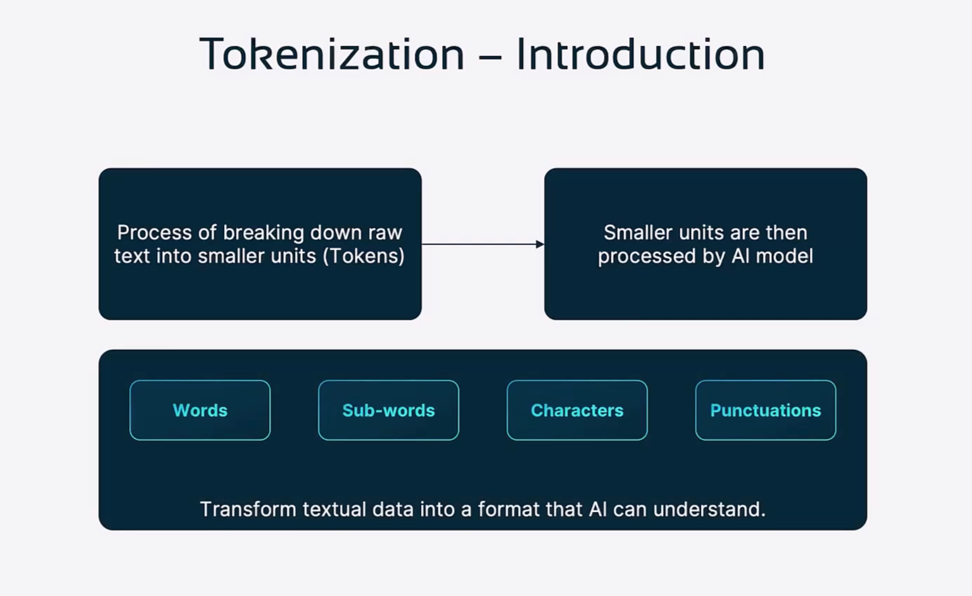 Tokenization – Introduction
Process of breaking down raw
text into smaller units (Tokens)
Smaller units are then
processed by AI model
Words
Sub-words
Characters
Punctuations
Transform textual data into a format that AI can understand.